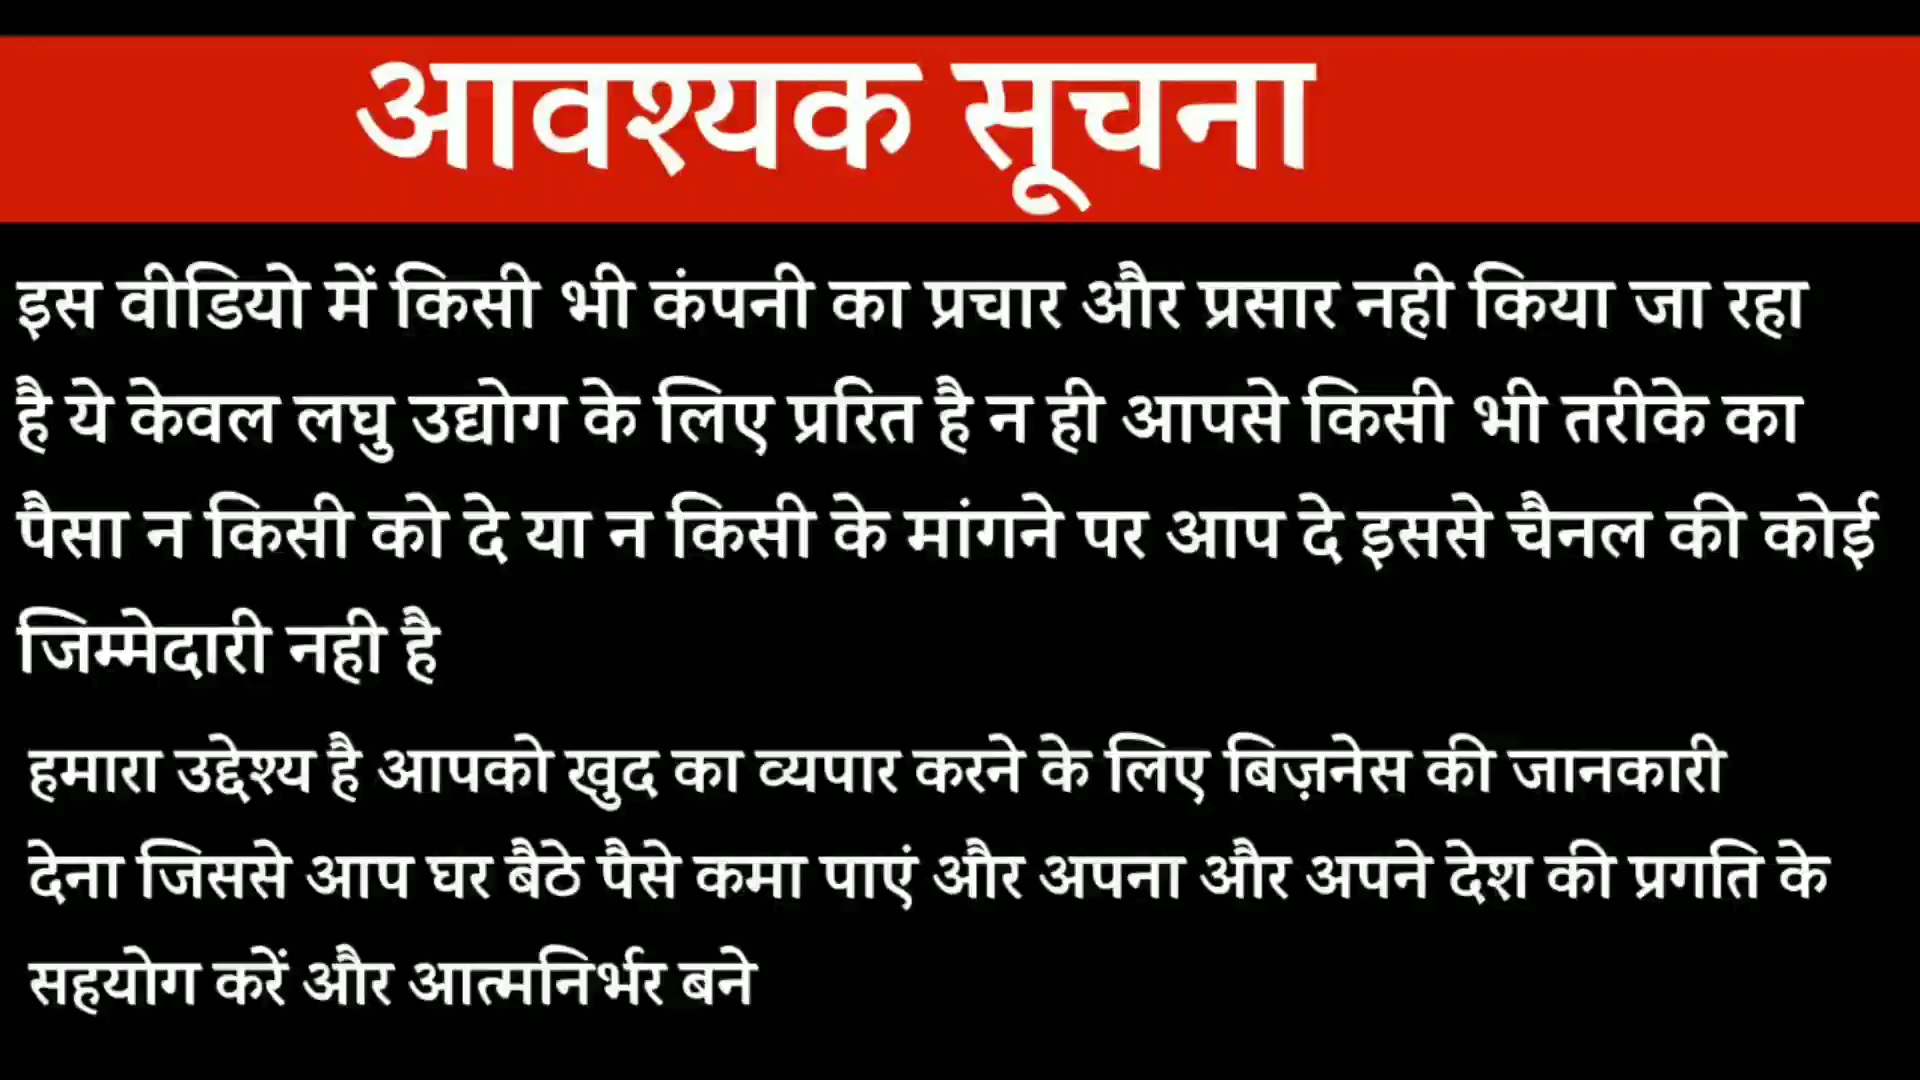 आवश्यक सूचना
इस वीडियो में किसी भी कंपनी का प्रचार और प्रसार नही किया जा रहा
है ये केवल लघु उद्योग के लिए प्ररित है न ही आपसे किसी भी तरीके का
पैसा न किसी को दे या न किसी के मांगने पर आप दे इससे चैनल की कोई
जिम्मेदारी नही है
हमारा उद्देश्य है आपको खुद का व्यपार करने के लिए बिज़नेस की जानकारी
देना जिससे आप घर बैठे पैसे कमा पाएं और अपना और अपने देश की प्रगति के
सहयोग करें और आत्मनिर्भर बने